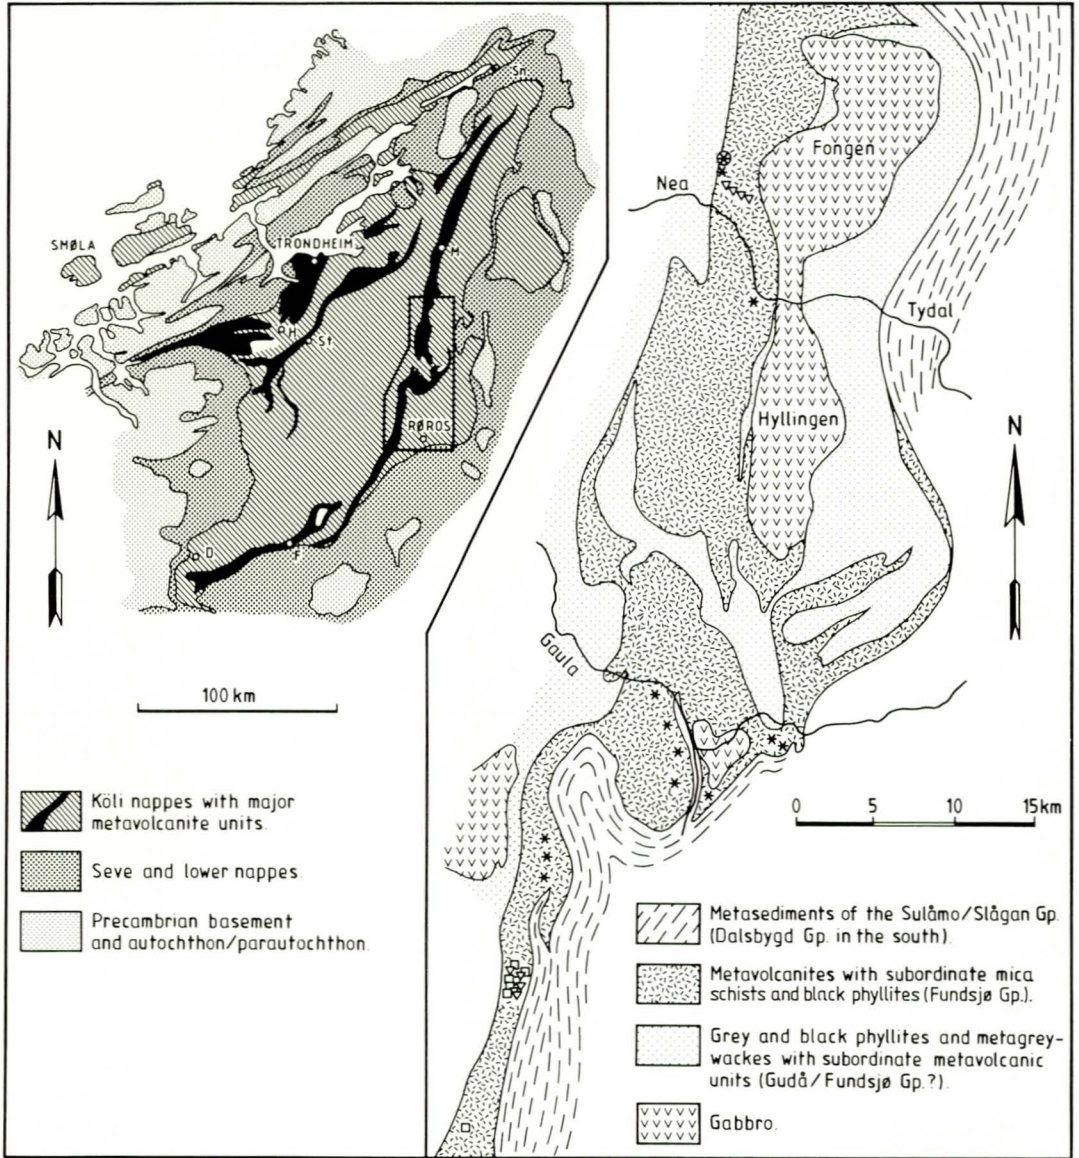 Sn
SMØLA
TRONDHEIM
M
P.H
St
RØROS
N
D
F
100 km
Köli nappes with major
metavolcanite units.
Seve and lower nappes.
Precambrian basement
and autochthon/parautochthon.
Fongen
Nea
Tydal
Hyllingen
N
Gaula
0 5 10 15km
Metasediments of the Sulåmo/Slågan Gp.
(Dalsbygd Gp. in the south).
Metavolcanites with subordinate mica
schists and black phyllites (Fundsjø Gp.).
Grey and black phyllites and metagrey-
wackes with subordinate metavolcanic
units (Gudå/Fundsjø Gp.?).
Gabbro.